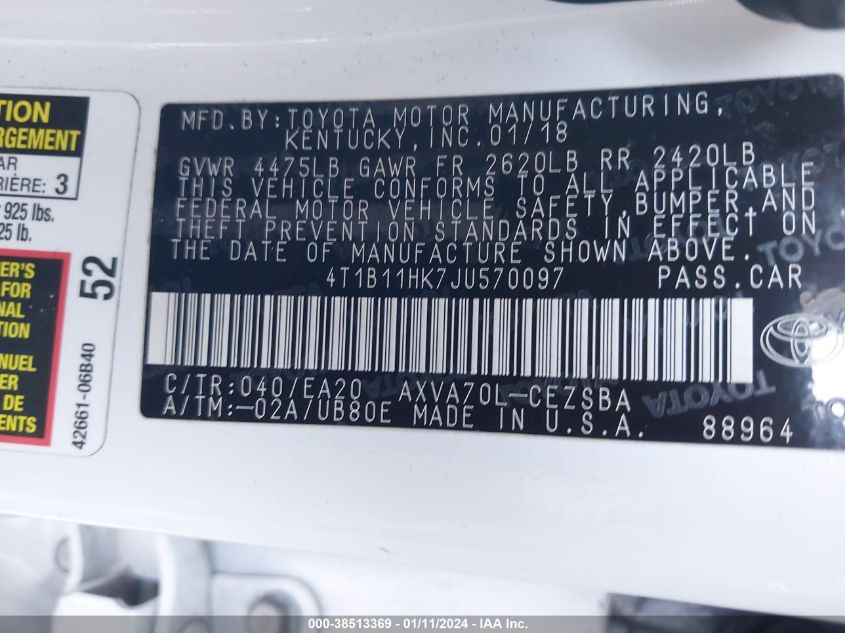 TION
ARGEMENT
AR
RIÈRE: 3
925 lbs.
25 lb.
52
ER'S
FOR
NAL
TION
ANUEL
LES
ENTS
42661-06B40
MFD.BY:TOYOTA MOTOR MANUFACTURING,
KENTUCKY,INC.01/18
GVWR 4475LB GAWR FR 2620LB RR 2420LB
THIS VEHICLE CONFORMS TO ALL APPLICABLE
FEDERAL MOTOR VEHICLE SAFETY,BUMPER,AND
THEFT PREVENTION STANDARDS IN EFFECT ON
THE DATE OF MANUFACTURE SHOWN ABOVE.
4T1B11HK7JU570097 PASS.CAR
TOYOTA
C/TR:040/EA20 AXVA70L-CEZSBA
A/TM:-02A/UB80E MADE IN U.S.A. 88964
000-38513369 - 01/11/2024 - IAA Inc.